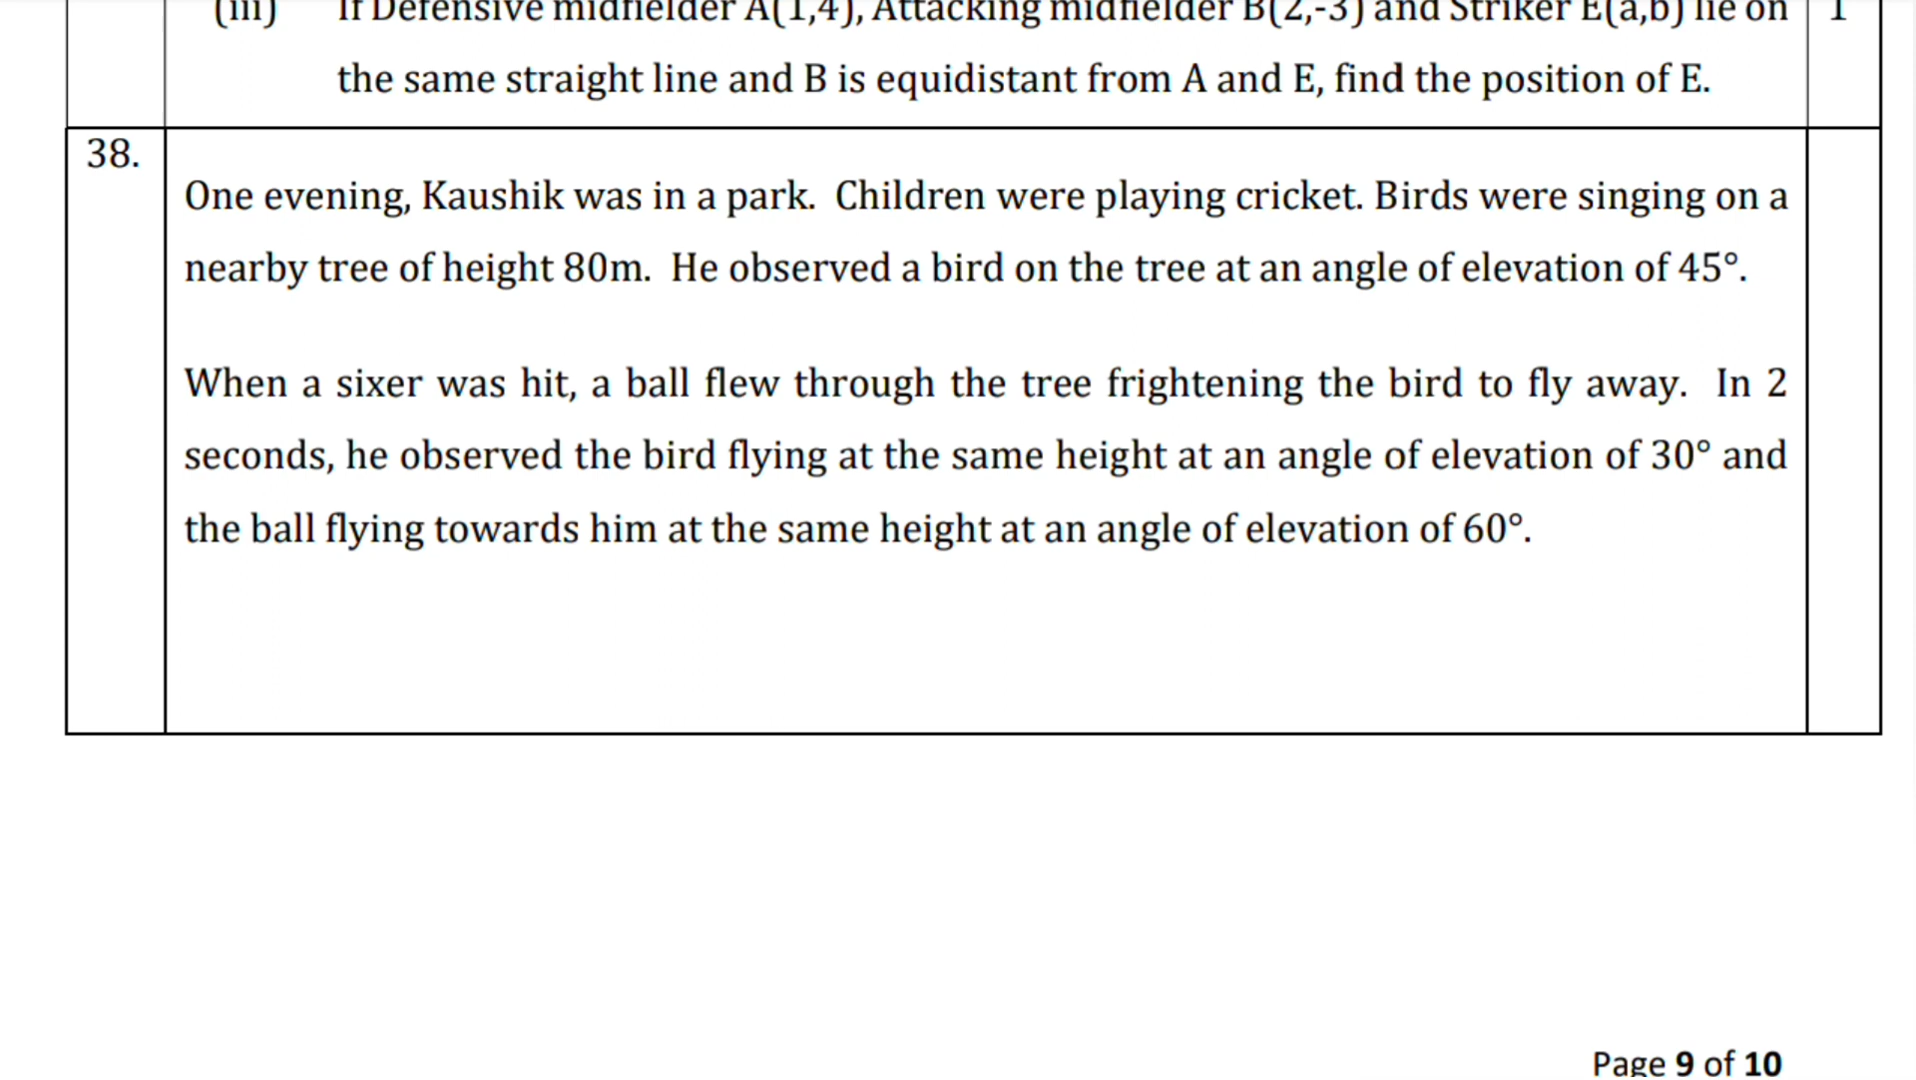 (iii) If Defensive midfielder A(1,4), Attacking midfielder B(2,-3) and Striker E(a,b) lie on 1
the same straight line and B is equidistant from A and E, find the position of E.
38.
One evening, Kaushik was in a park. Children were playing cricket. Birds were singing on a
nearby tree of height 80m. He observed a bird on the tree at an angle of elevation of 45°.
When a sixer was hit, a ball flew through the tree frightening the bird to fly away. In 2
seconds, he observed the bird flying at the same height at an angle of elevation of 30° and
the ball flying towards him at the same height at an angle of elevation of 60°.
Page 9 of 10